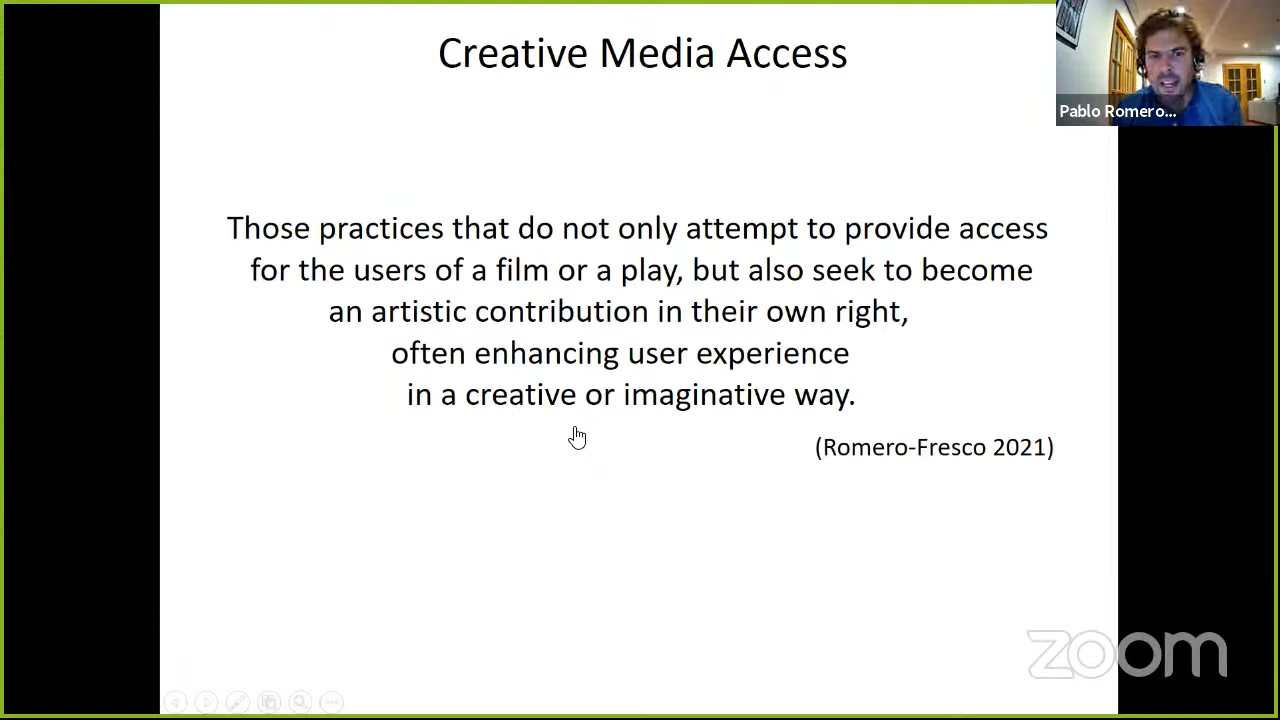 Creative Media Access
Pablo Romero...
Those practices that do not only attempt to provide access
for the users of a film or a play, but also seek to become
an artistic contribution in their own right,
often enhancing user experience
in a creative or imaginative way.
(Romero-Fresco 2021)
zoom